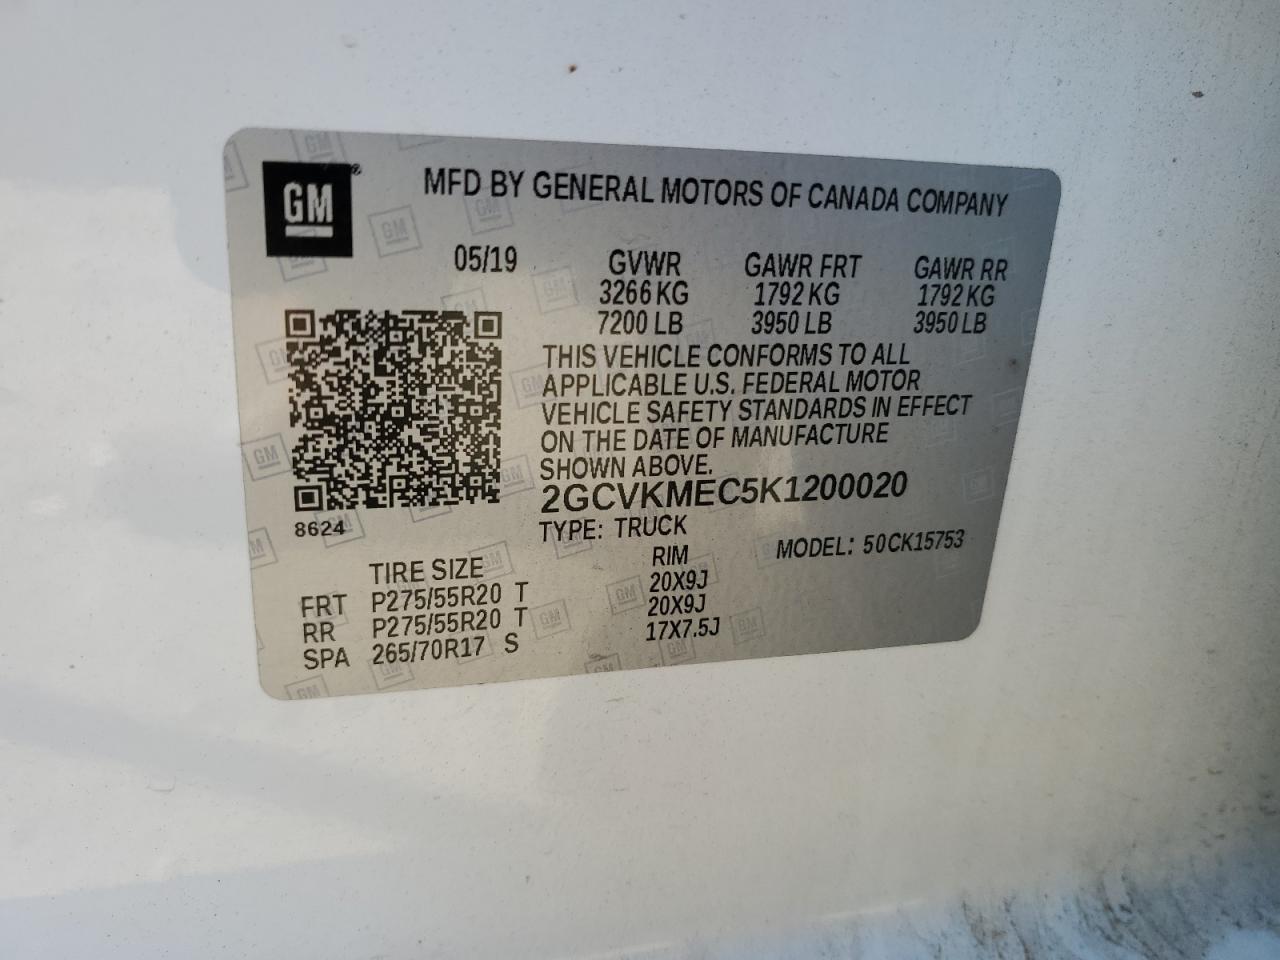 GM
MFD BY GENERAL MOTORS OF CANADA COMPANY
05/19 GVWR GAWR FRT GAWR RR
3266 KG 1792 KG 1792 KG
7200 LB 3950 LB 3950 LB
THIS VEHICLE CONFORMS TO ALL
APPLICABLE U.S. FEDERAL MOTOR
VEHICLE SAFETY STANDARDS IN EFFECT
ON THE DATE OF MANUFACTURE
SHOWN ABOVE.
2GCVKMEC5K1200020
8624
TYPE: TRUCK MODEL: 50CK15753
TIRE SIZE RIM
FRT P275/55R20 T 20X9J
RR P275/55R20 T 20X9J
SPA 265/70R17 S 17X7.5J